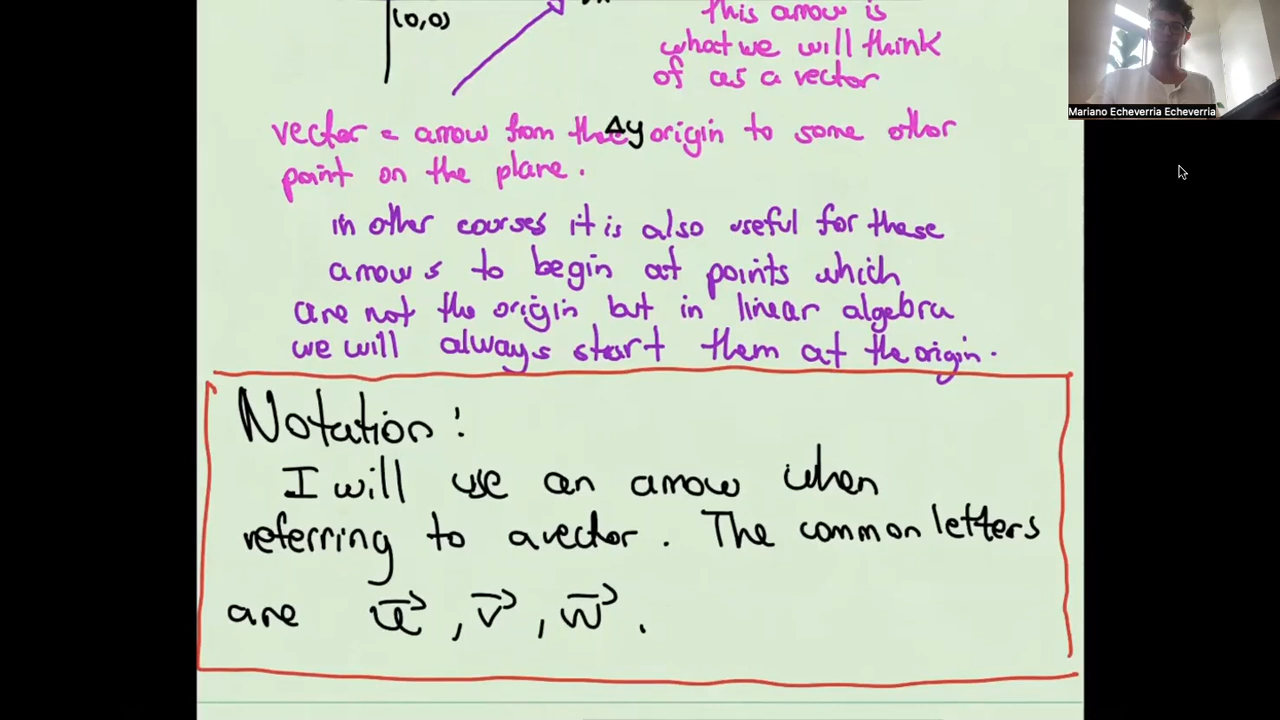 (0,0)
this arrow is
what we will think
of as a vector
Mariano Echeverria Echeverria
vector = arrow from the origin to some other
Δy
point on the plane.
in other courses it is also useful for these
arrows to begin at points which
are not the origin but in linear algebra
we will always start them at the origin.
Notation:
I will use an arrow when
referring to a vector. The common letters
are u⃗, v⃗, w⃗.